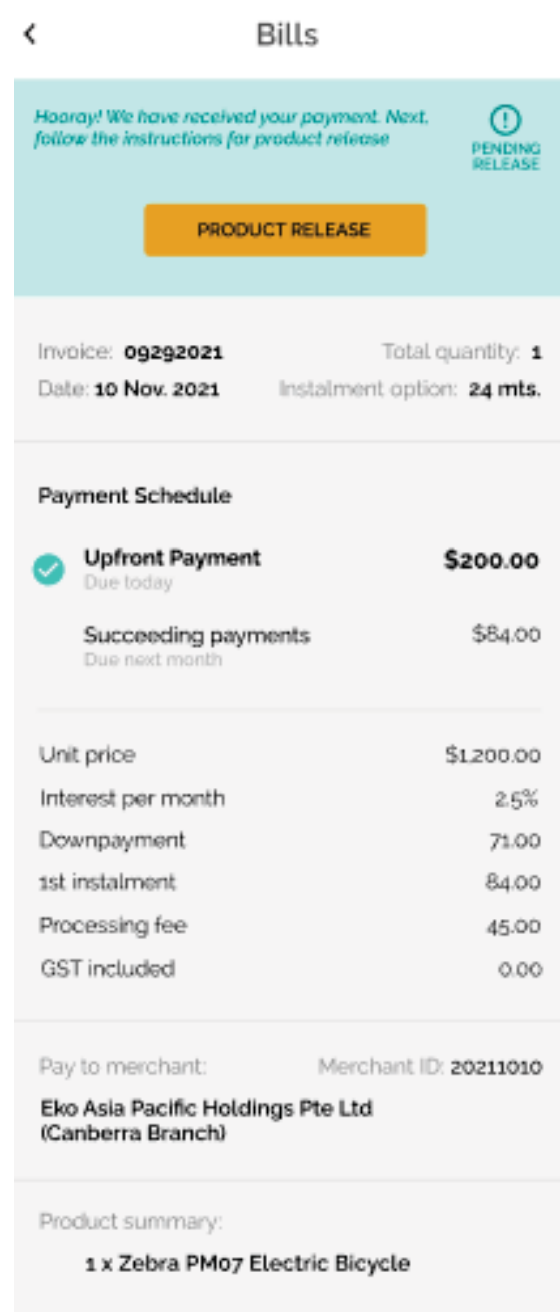 Bills
Hooray! We have received your payment. Next,
follow the instructions for product release
PENDING
RELEASE
PRODUCT RELEASE
Invoice: 09292021
Total quantity: 1
Date: 10 Nov. 2021
Instalment option: 24 mts.
Payment Schedule
Upfront Payment
$200.00
Due today
Succeeding payments
$84.00
Due next month
Unit price
$1,200.00
Interest per month
2.5%
Downpayment
71.00
1st instalment
84.00
Processing fee
45.00
GST included
0.00
Pay to merchant:
Merchant ID: 20211010
Eko Asia Pacific Holdings Pte Ltd
(Canberra Branch)
Product summary:
1 x Zebra PM07 Electric Bicycle